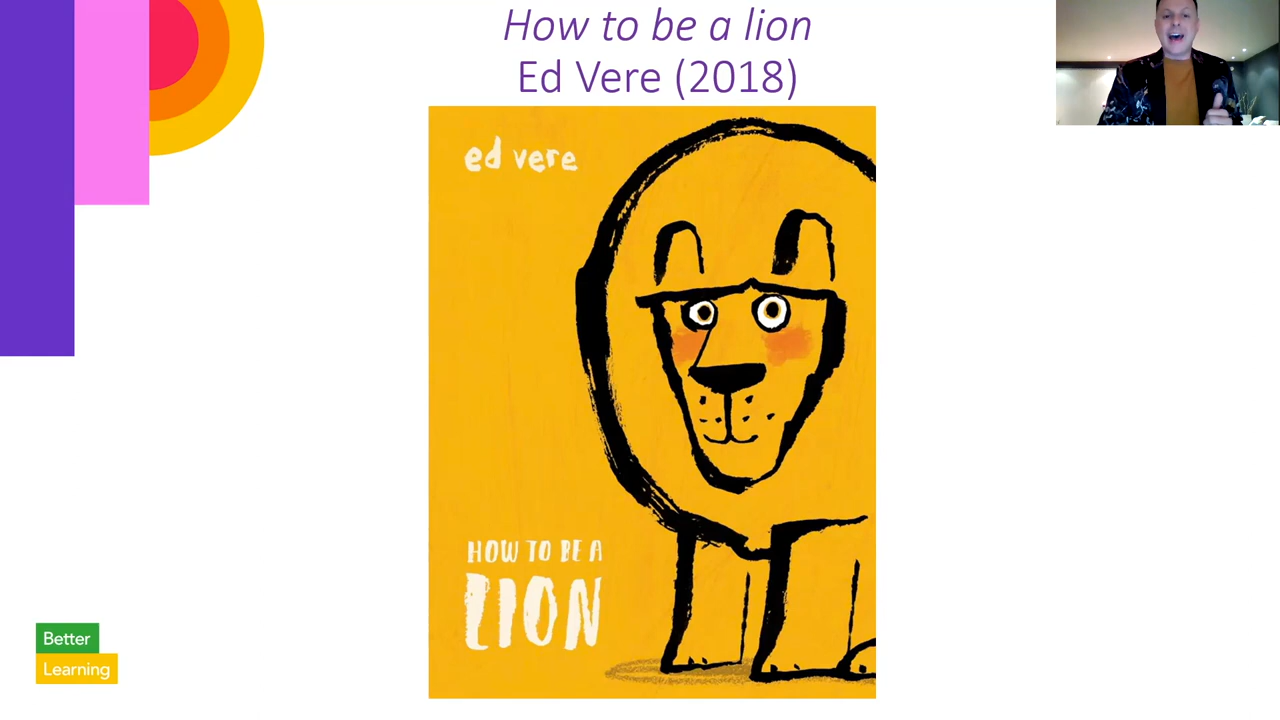 How to be a lion
Ed Vere (2018)
ed vere
HOW TO BE A
LION
Better
Learning